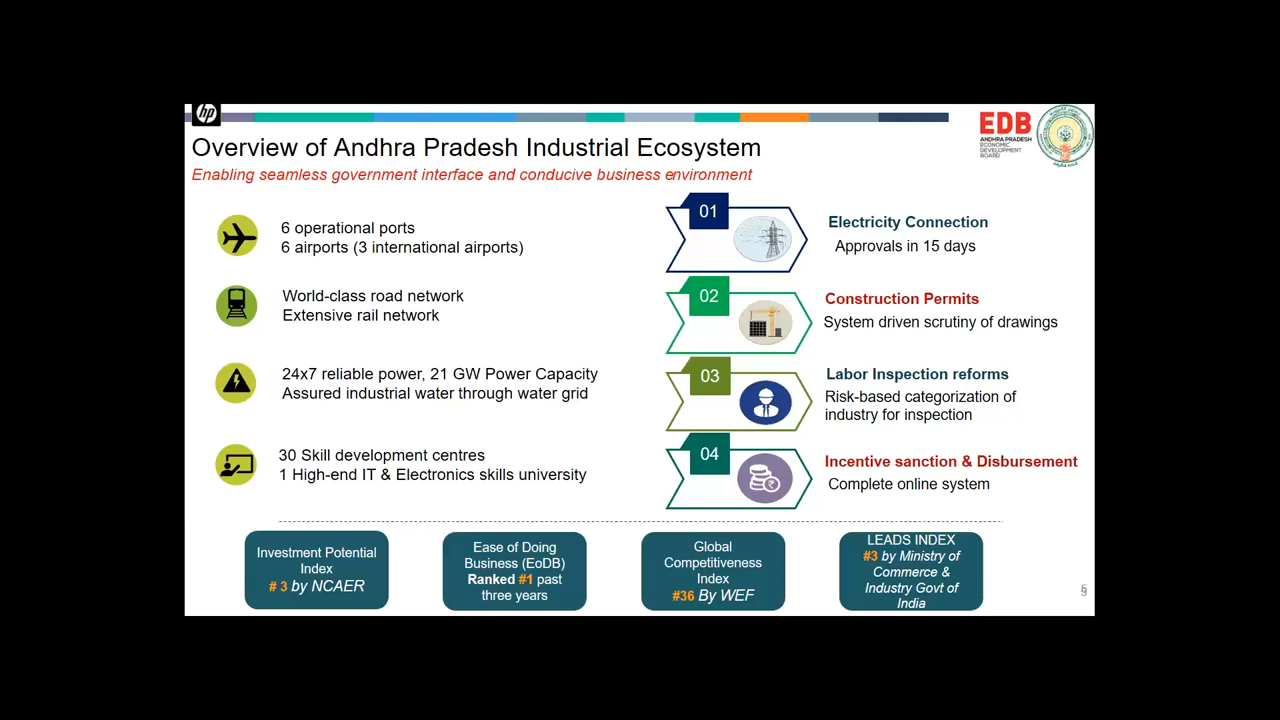 hp
EDB
ANDHRA PRADESH
ECONOMIC
DEVELOPMENT
BOARD
Overview of Andhra Pradesh Industrial Ecosystem
Enabling seamless government interface and conducive business environment
6 operational ports
6 airports (3 international airports)
World-class road network
Extensive rail network
24x7 reliable power, 21 GW Power Capacity
Assured industrial water through water grid
30 Skill development centres
1 High-end IT & Electronics skills university
01
Electricity Connection
Approvals in 15 days
02
Construction Permits
System driven scrutiny of drawings
03
Labor Inspection reforms
Risk-based categorization of
industry for inspection
04
Incentive sanction & Disbursement
Complete online system
Investment Potential
Index
# 3 by NCAER
Ease of Doing
Business (EoDB)
Ranked #1 past
three years
Global
Competitiveness
Index
#36 By WEF
LEADS INDEX
#3 by Ministry of
Commerce &
Industry Govt of
India